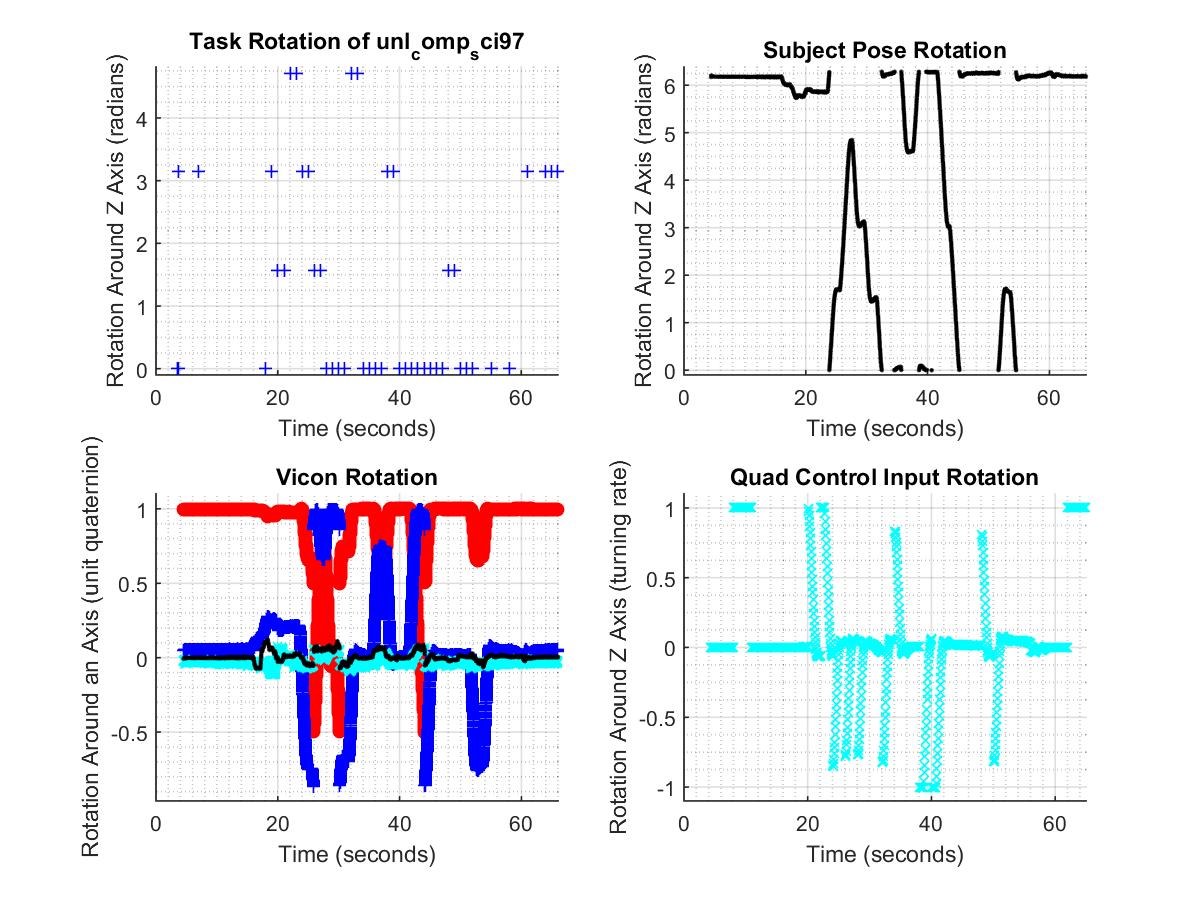 Task Rotation of unl_comp_sci97
Rotation Around Z Axis (radians)
4
3
2
1
0
0 20 40 60
Time (seconds)
Subject Pose Rotation
Rotation Around Z Axis (radians)
6
5
4
3
2
1
0
0 20 40 60
Time (seconds)
Vicon Rotation
Rotation Around an Axis (unit quaternion)
1
0.5
0
-0.5
0 20 40 60
Time (seconds)
Quad Control Input Rotation
Rotation Around Z Axis (turning rate)
1
0.5
0
-0.5
-1
0 20 40 60
Time (seconds)